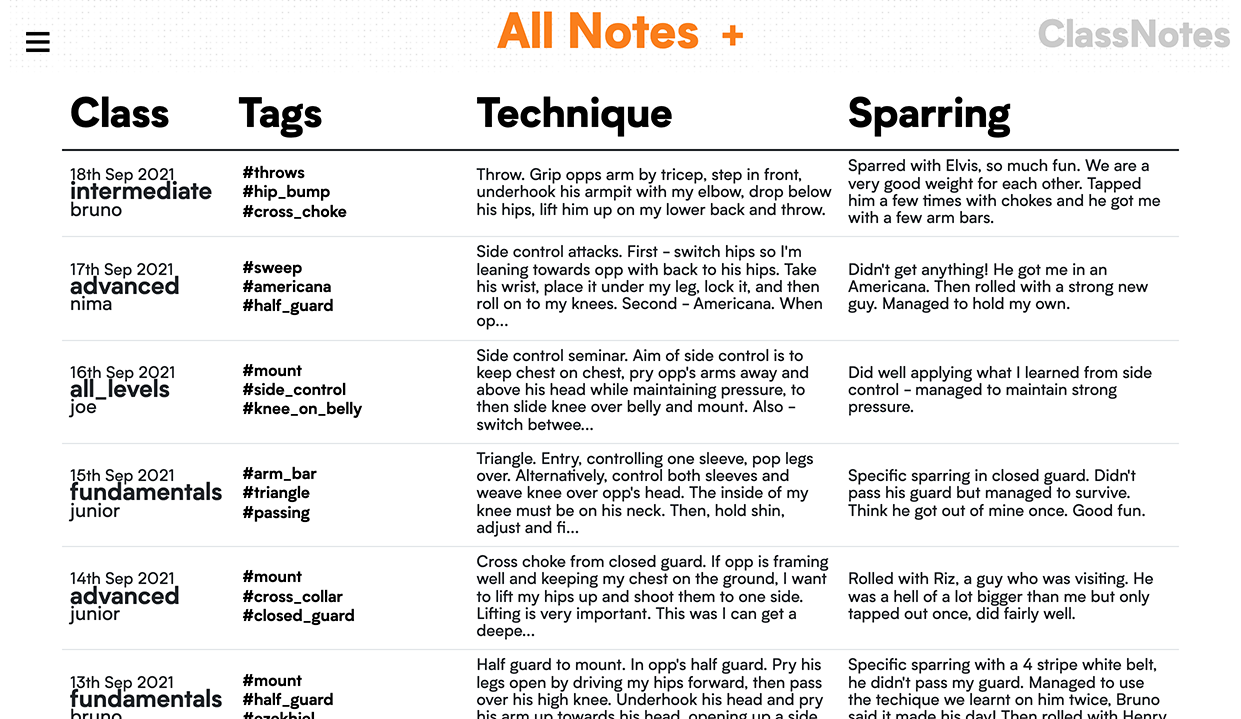 All Notes +
ClassNotes
Class Tags Technique Sparring
18th Sep 2021
intermediate
bruno
#throws
#hip_bump
#cross_choke
Throw. Grip opps arm by tricep, step in front,
underhook his armpit with my elbow, drop below
his hips, lift him up on my lower back and throw.
Sparred with Elvis, so much fun. We are a
very good weight for each other. Tapped
him a few times with chokes and he got me
with a few arm bars.
17th Sep 2021
advanced
nima
#sweep
#americana
#half_guard
Side control attacks. First - switch hips so I'm
leaning towards opp with back to his hips. Take
his wrist, place it under my leg, lock it, and then
roll on to my knees. Second - Americana. When
op...
Didn't get anything! He got me in an
Americana. Then rolled with a strong new
guy. Managed to hold my own.
16th Sep 2021
all_levels
joe
#mount
#side_control
#knee_on_belly
Side control seminar. Aim of side control is to
keep chest on chest, pry opp's arms away and
above his head while maintaining pressure, to
then slide knee over belly and mount. Also -
switch betwee...
Did well applying what I learned from side
control - managed to maintain strong
pressure.
15th Sep 2021
fundamentals
junior
#arm_bar
#triangle
#passing
Triangle. Entry, controlling one sleeve, pop legs
over. Alternatively, control both sleeves and
weave knee over opp's head. The inside of my
knee must be on his neck. Then, hold shin,
adjust and fi...
Specific sparring in closed guard. Didn't
pass his guard but managed to survive.
Think he got out of mine once. Good fun.
14th Sep 2021
advanced
junior
#mount
#cross_collar
#closed_guard
Cross choke from closed guard. If opp is framing
well and keeping my chest on the ground, I want
to lift my hips up and shoot them to one side.
Lifting is very important. This was I can get a
deepe...
Rolled with Riz, a guy who was visiting. He
was a hell of a lot bigger than me but only
tapped out once, did fairly well.
13th Sep 2021
fundamentals
bruno
#mount
#half_guard
#ezekhiel
Half guard to mount. In opp's half guard. Pry his
legs open by driving my hips forward, then pass
over his high knee. Underhook his head and pry
his arm up towards his head, opening up a side
Specific sparring with a 4 stripe white belt,
he didn't pass my guard. Managed to use
the techique we learnt on him twice, Bruno
said it made his day! Then rolled with Henry